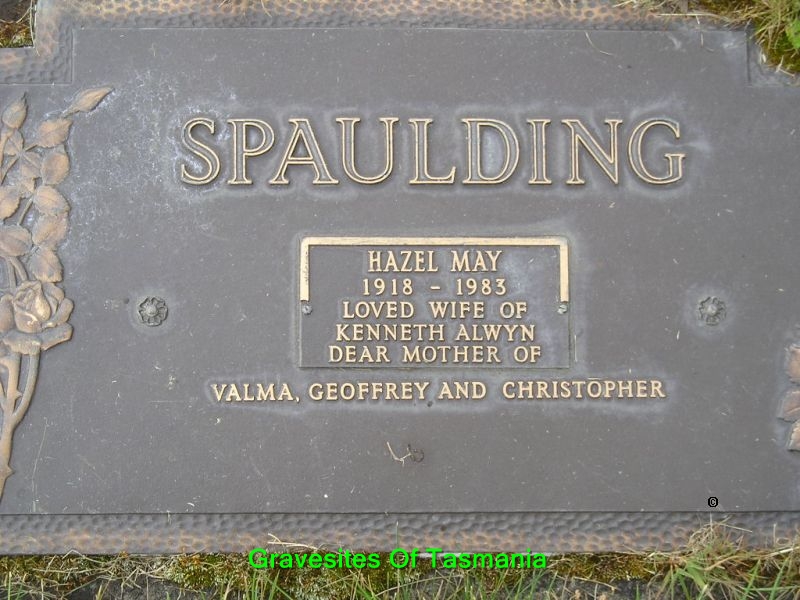 SPAULDING
HAZEL MAY
1918 - 1983
LOVED WIFE OF
KENNETH ALWYN
DEAR MOTHER OF
VALMA, GEOFFREY AND CHRISTOPHER
©
Gravesites Of Tasmania